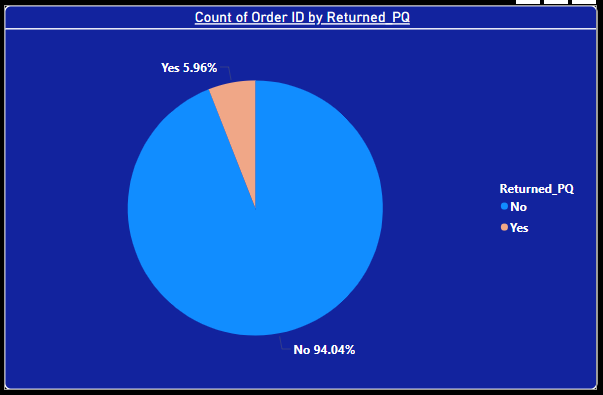 Count of Order ID by Returned_PQ
Yes 5.96%
Returned_PQ
No
Yes
No 94.04%